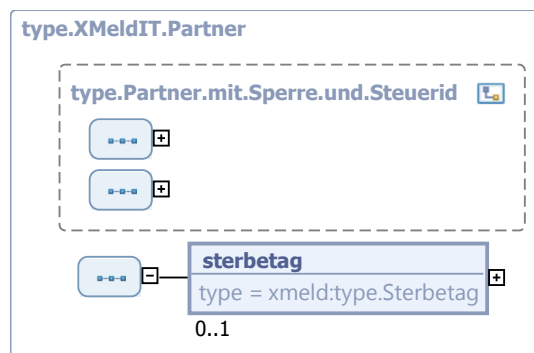 type.XMeldIT.Partner
type.Partner.mit.Sperre.und.Steuerid
sterbetag
type = xmeld:type.Sterbetag
0..1